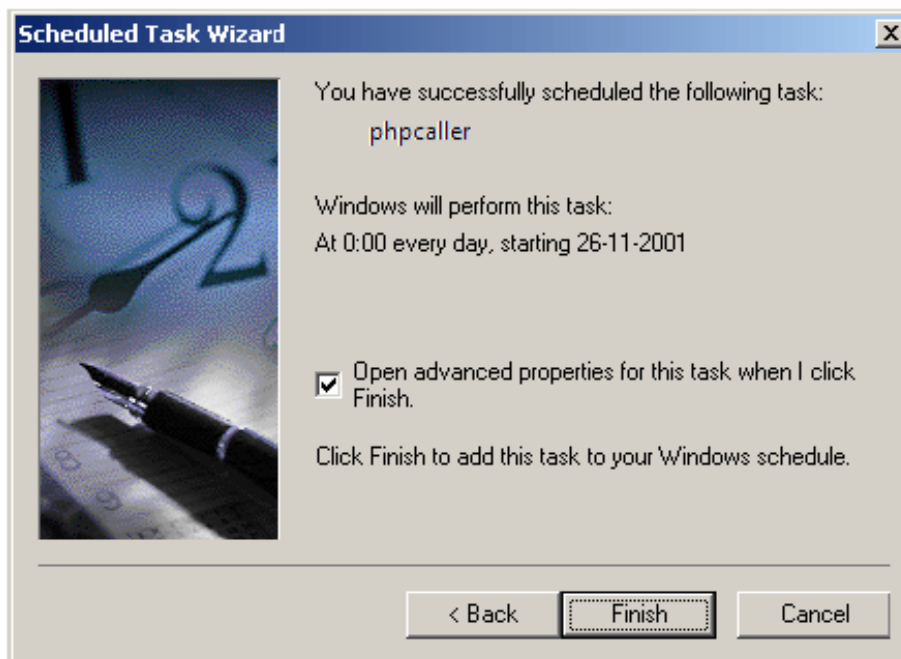 Scheduled Task Wizard
You have successfully scheduled the following task:
phpcaller
Windows will perform this task:
At 0:00 every day, starting 26-11-2001
Open advanced properties for this task when I click
Finish.
Click Finish to add this task to your Windows schedule.
< Back
Finish
Cancel